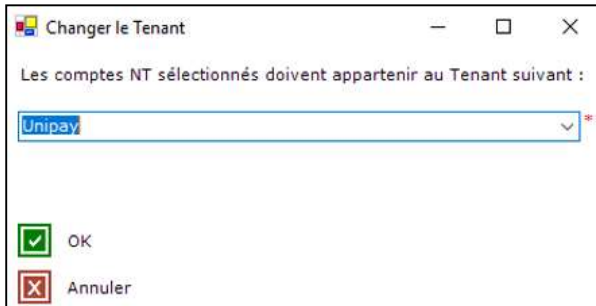 Changer le Tenant
Les comptes NT sélectionnés doivent appartenir au Tenant suivant :
Unipay *
OK
Annuler